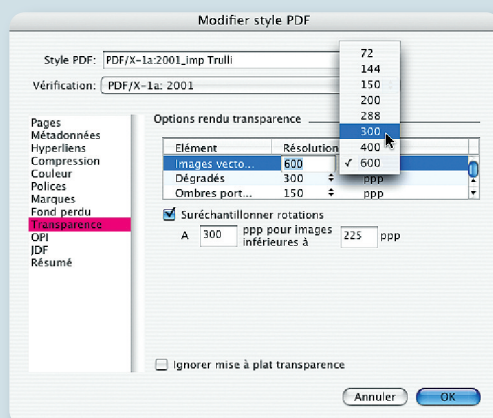 Modifier style PDF
Style PDF: PDF/X-1a:2001_imp Trulli
Vérification: PDF/X-1a: 2001
72
144
150
200
288
300
400
✓ 600
Pages
Métadonnées
Hyperliens
Compression
Couleur
Polices
Marques
Fond perdu
Transparence
OPI
JDF
Résumé
Options rendu transparence
Elément Résolution
Images vecto... 600
Dégradés 300 ppp
Ombres port... 150 ppp
Suréchantillonner rotations
A 300 ppp pour images inférieures à 225 ppp
Ignorer mise à plat transparence
Annuler OK